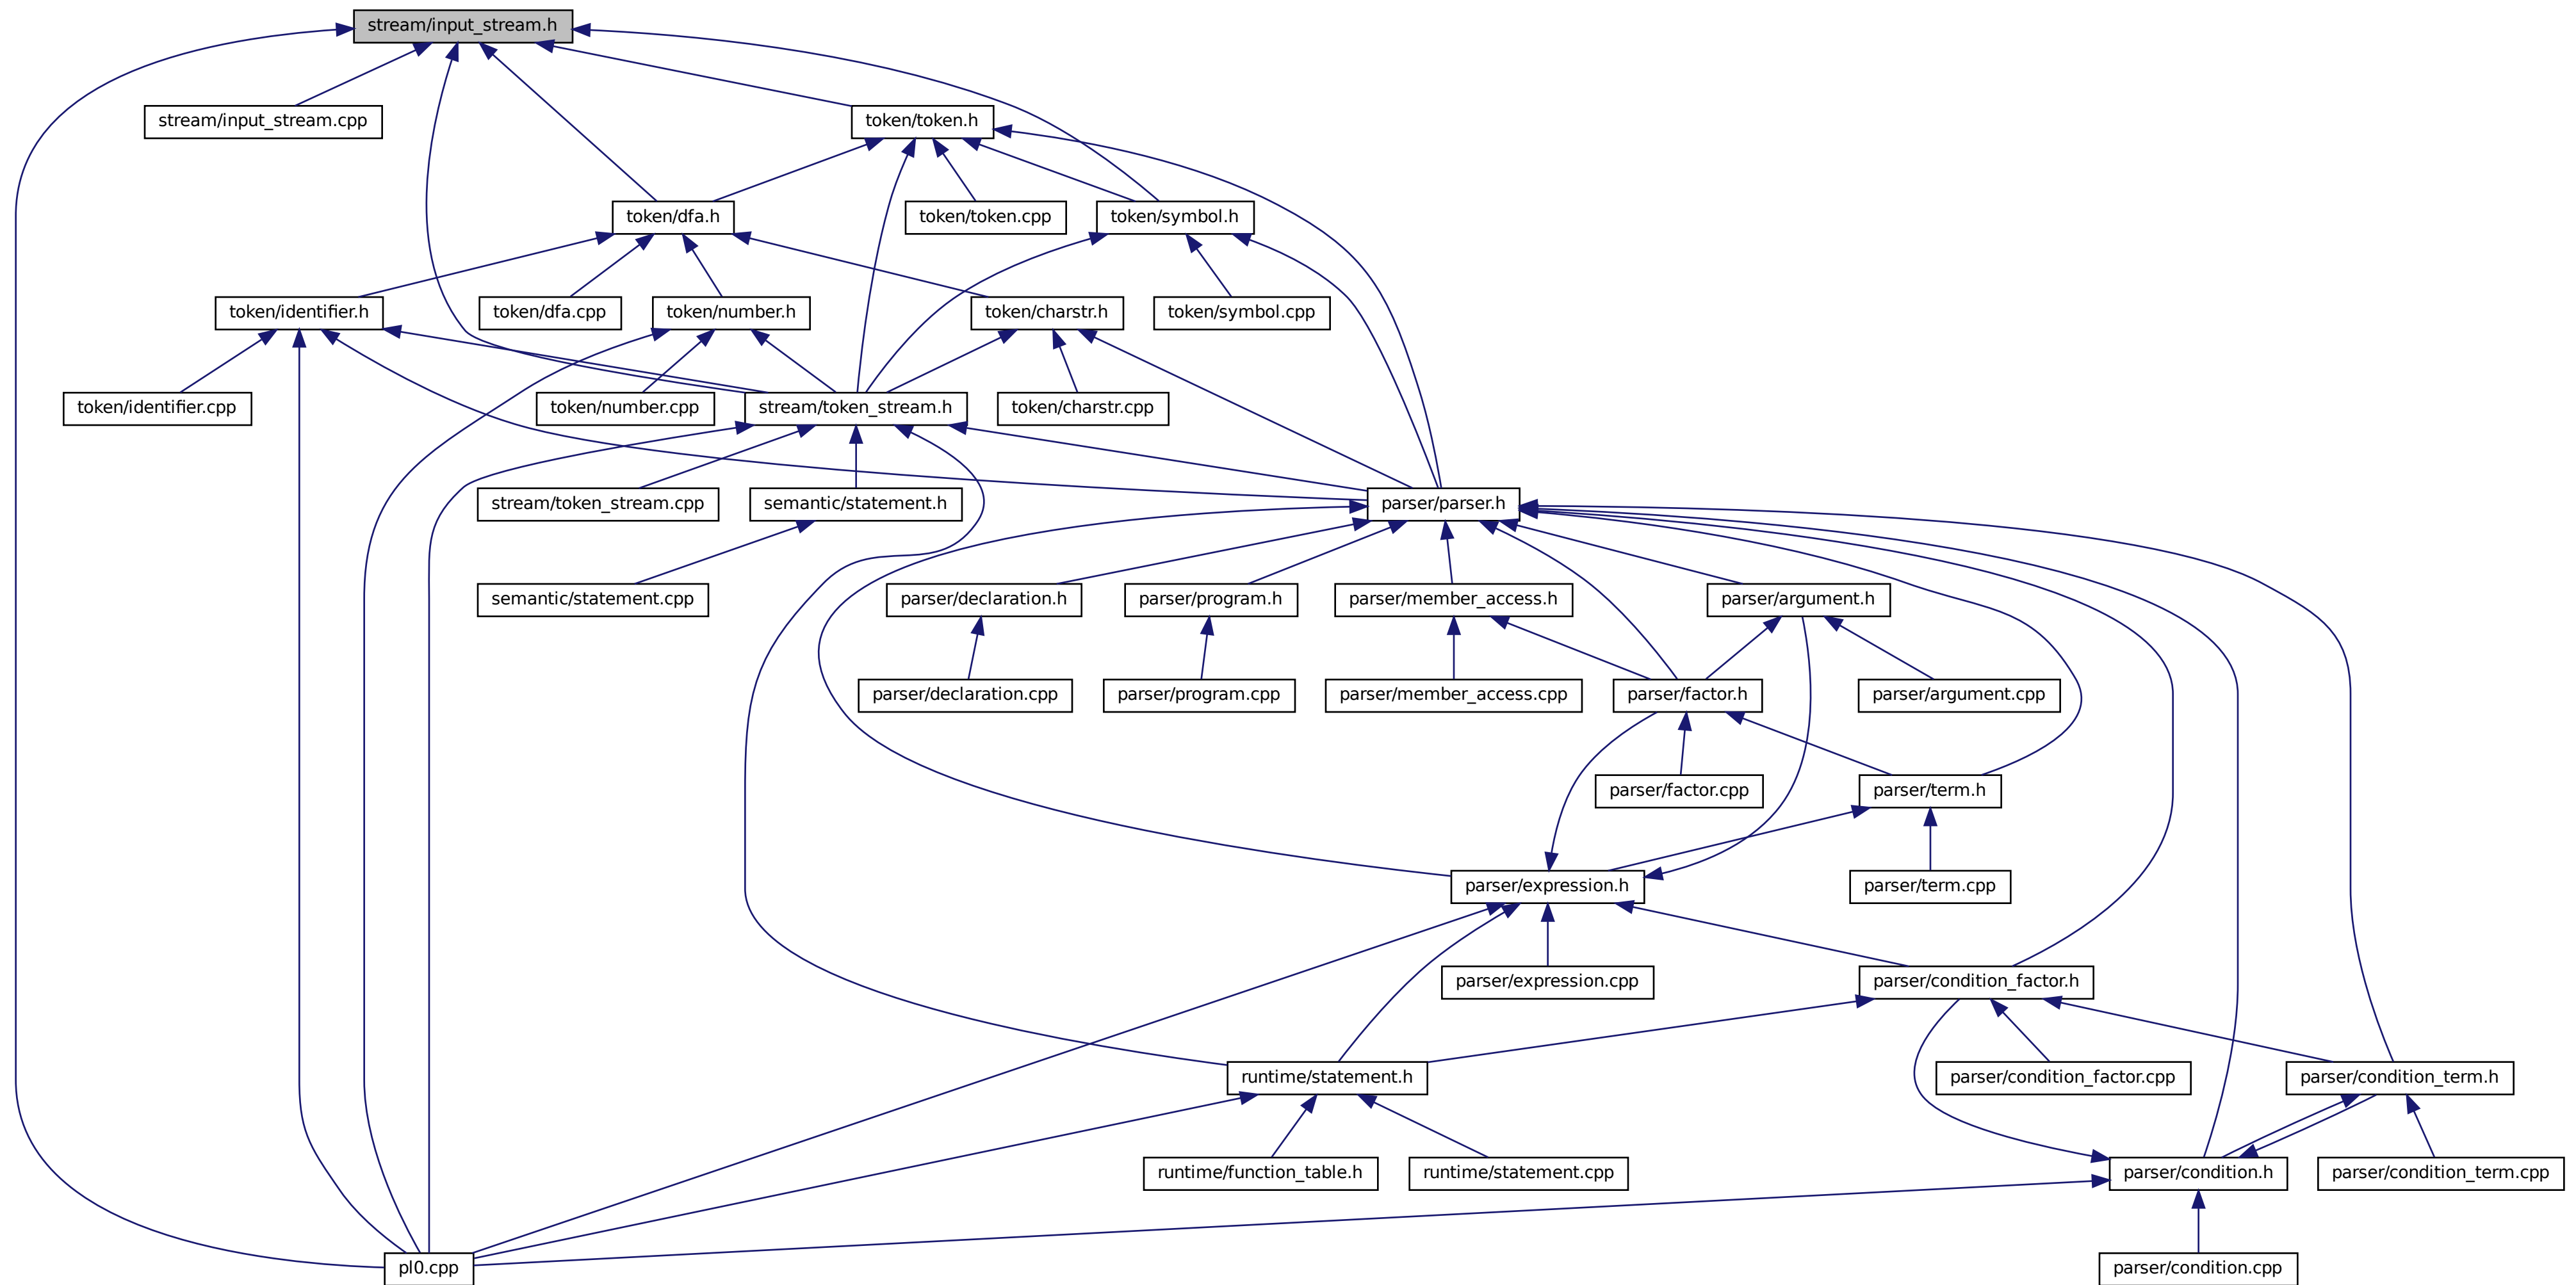 stream/input_stream.h
stream/input_stream.cpp
token/token.h
token/dfa.h
token/token.cpp
token/symbol.h
token/identifier.h
token/dfa.cpp
token/number.h
token/charstr.h
token/symbol.cpp
token/identifier.cpp
token/number.cpp
stream/token_stream.h
token/charstr.cpp
stream/token_stream.cpp
semantic/statement.h
parser/parser.h
semantic/statement.cpp
parser/declaration.h
parser/program.h
parser/member_access.h
parser/argument.h
parser/declaration.cpp
parser/program.cpp
parser/member_access.cpp
parser/factor.h
parser/argument.cpp
parser/factor.cpp
parser/term.h
parser/expression.h
parser/term.cpp
parser/expression.cpp
parser/condition_factor.h
runtime/statement.h
parser/condition_factor.cpp
parser/condition_term.h
runtime/function_table.h
runtime/statement.cpp
parser/condition.h
parser/condition_term.cpp
pl0.cpp
parser/condition.cpp